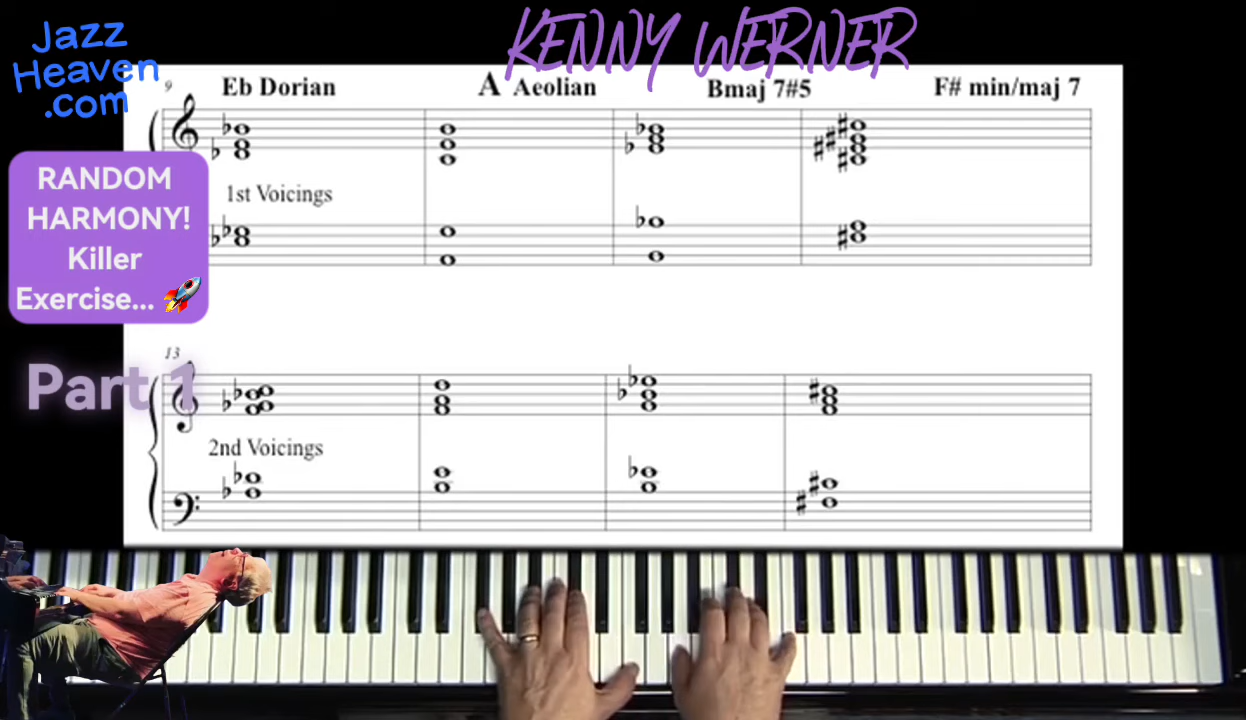 Jazz
Heaven
.com
KENNY WERNER
9
Eb Dorian
A Aeolian
Bmaj 7#5
F# min/maj 7
RANDOM
HARMONY!
Killer
Exercise... 🚀
1st Voicings
Part 1
13
2nd Voicings